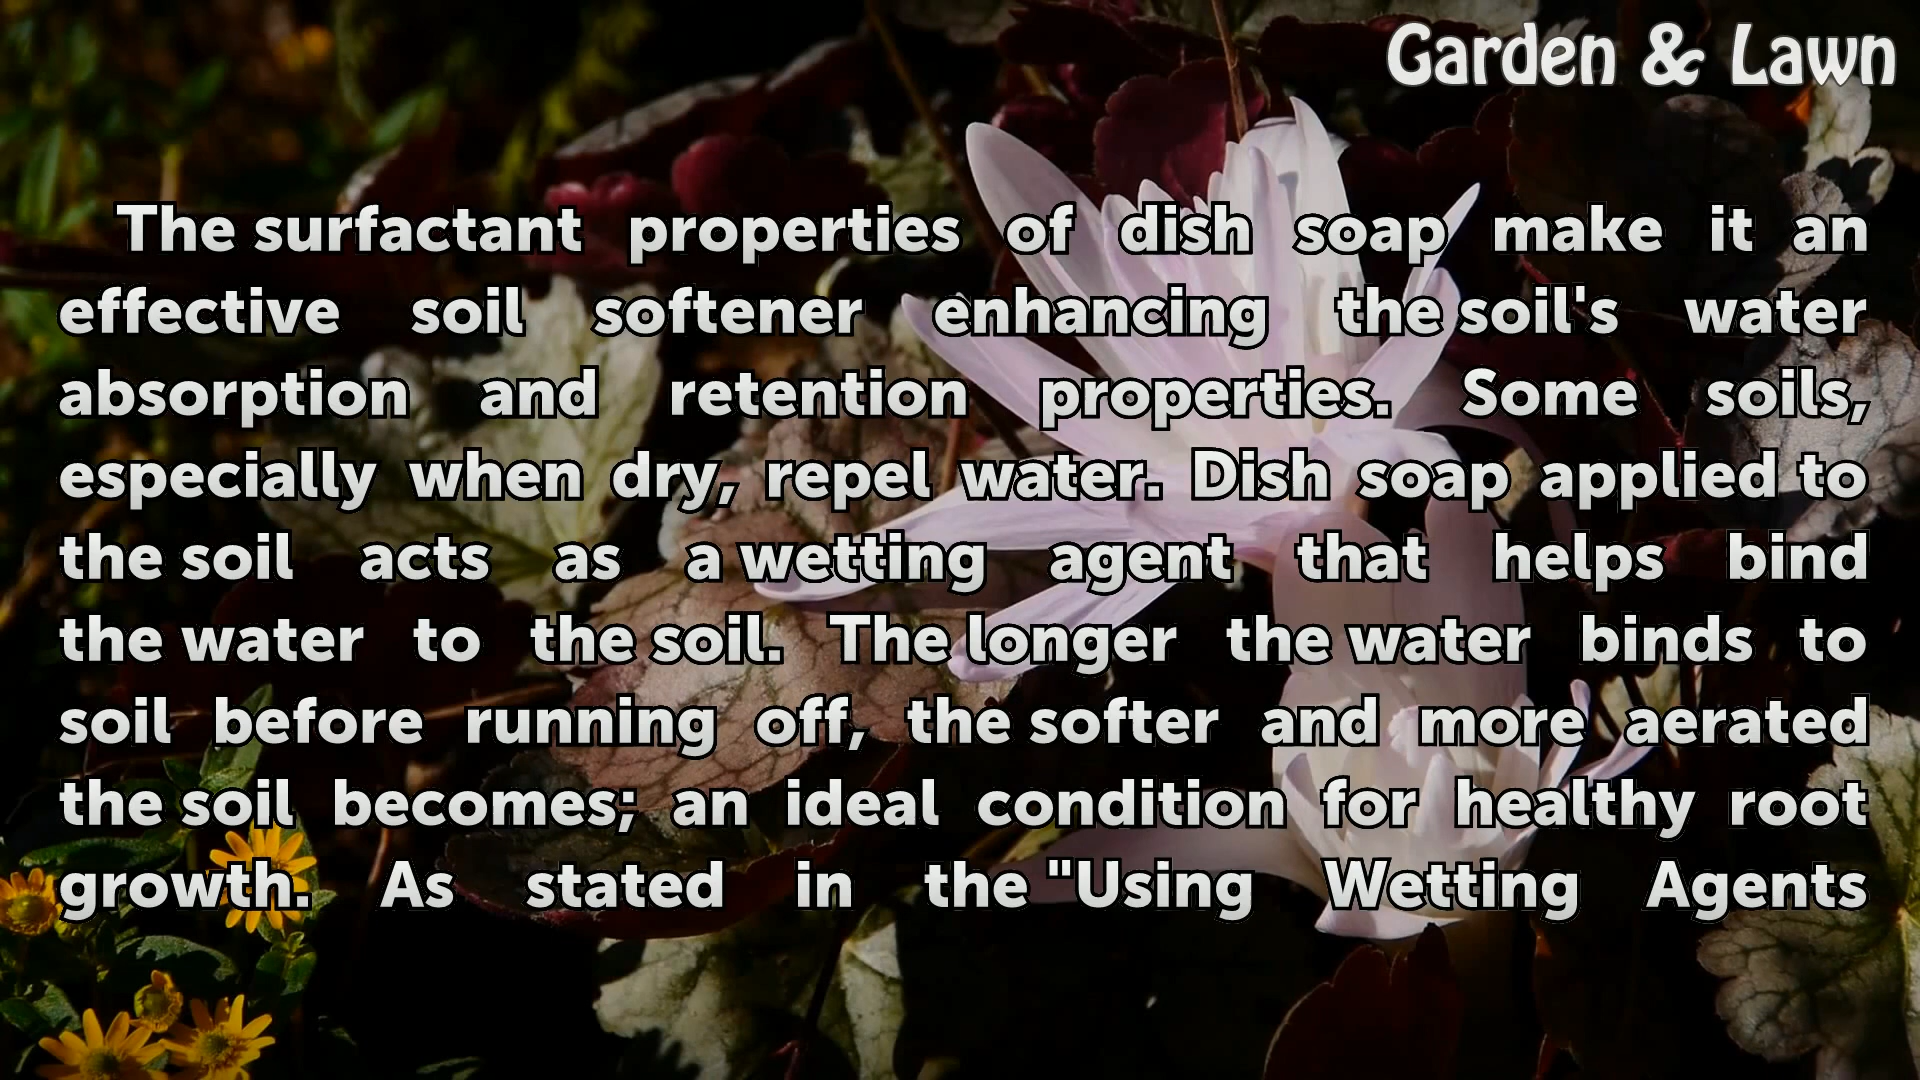 Garden & Lawn
The surfactant properties of dish soap make it an
effective soil softener enhancing the soil's water
absorption and retention properties. Some soils,
especially when dry, repel water. Dish soap applied to
the soil acts as a wetting agent that helps bind
the water to the soil. The longer the water binds to
soil before running off, the softer and more aerated
the soil becomes; an ideal condition for healthy root
growth. As stated in the "Using Wetting Agents